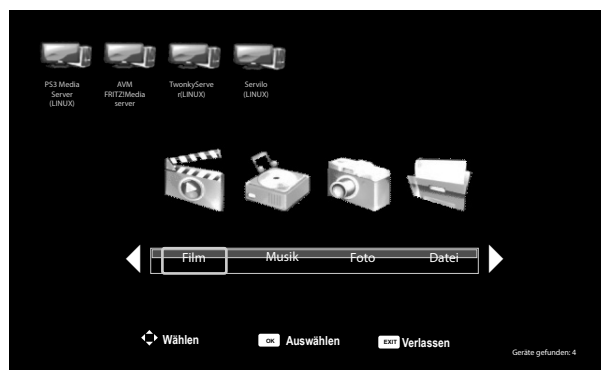 PS3 Media
Server
(LINUX)
AVM
FRITZ!Media
server
TwonkyServe
r(LINUX)
Servilo
(LINUX)
Film Musik Foto Datei
Wählen OK Auswählen EXIT Verlassen
Geräte gefunden: 4